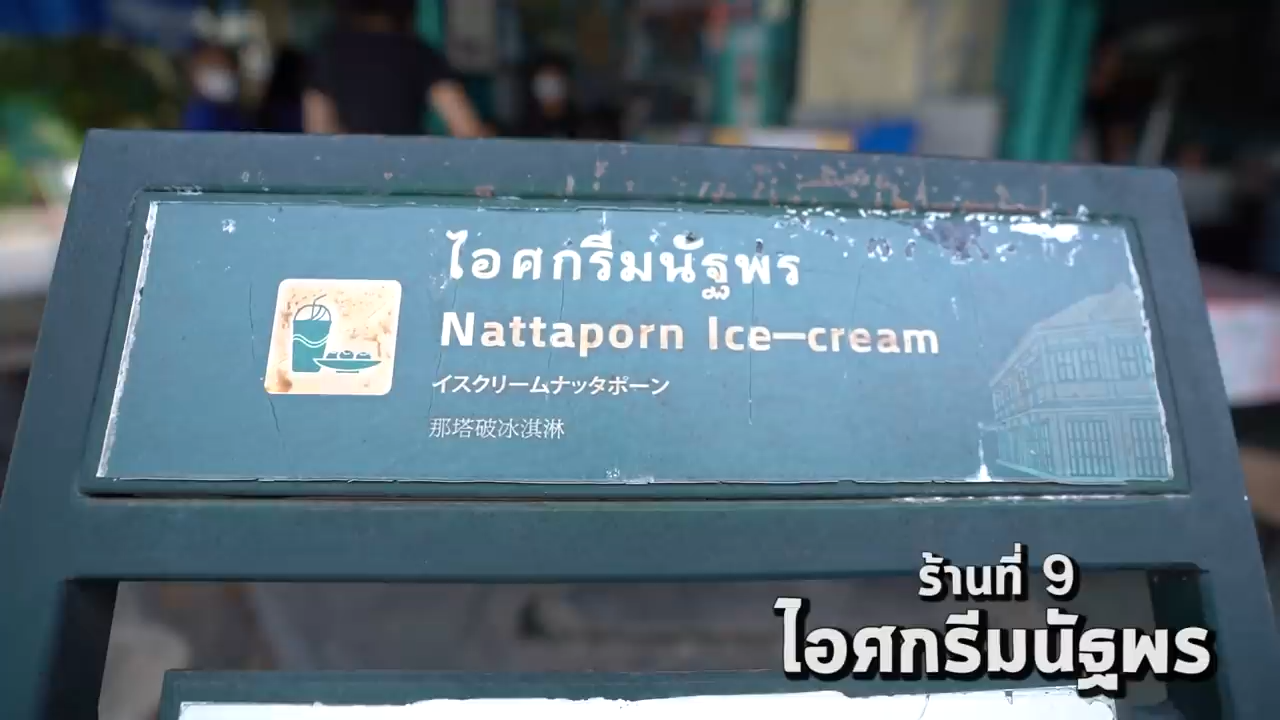 ไอศกรีมนัฐพร
Nattaporn Ice-cream
イスクリームナッタポーン
那塔破冰淇淋
ร้านที่ 9
ไอศกรีมนัฐพร